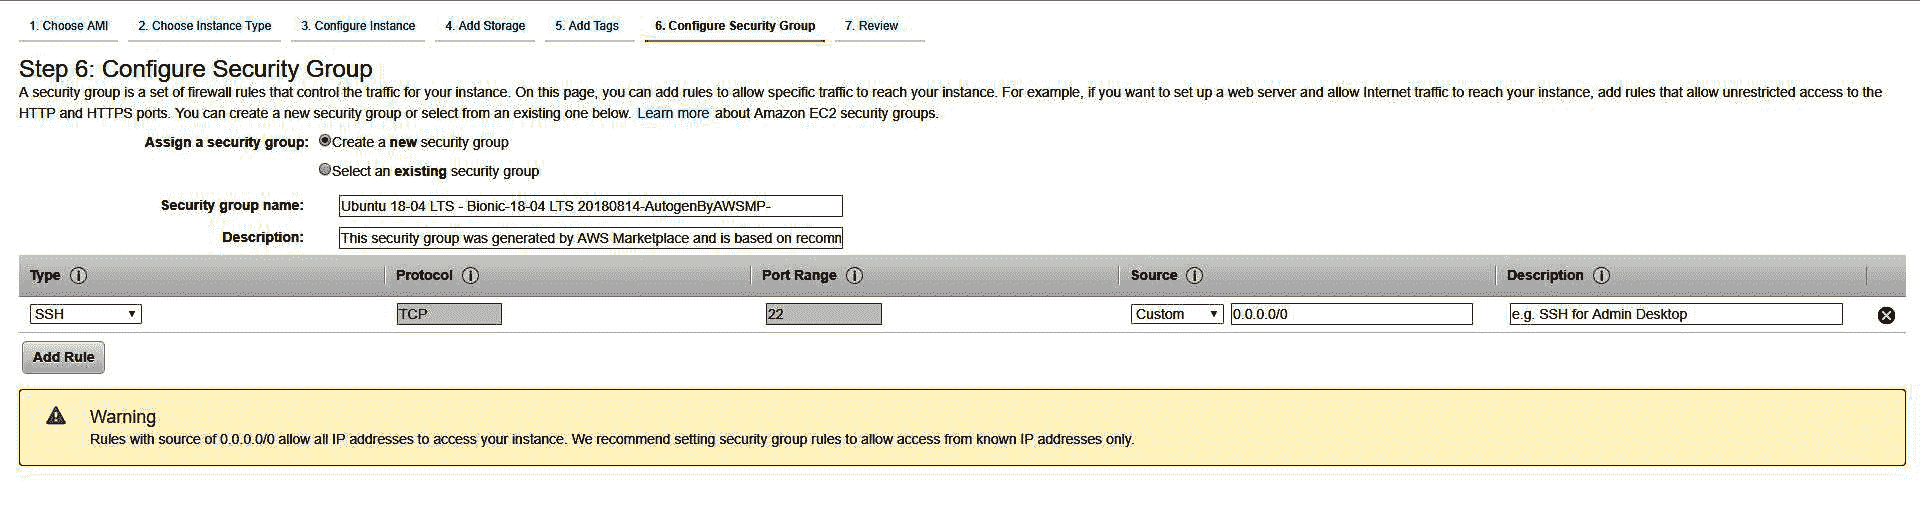 1. Choose AMI 2. Choose Instance Type 3. Configure Instance 4. Add Storage 5. Add Tags 6. Configure Security Group 7. Review
Step 6: Configure Security Group
A security group is a set of firewall rules that control the traffic for your instance. On this page, you can add rules to allow specific traffic to reach your instance. For example, if you want to set up a web server and allow Internet traffic to reach your instance, add rules that allow unrestricted access to the
HTTP and HTTPS ports. You can create a new security group or select from an existing one below. Learn more about Amazon EC2 security groups.
Assign a security group: Create a new security group
Select an existing security group
Security group name: Ubuntu 18-04 LTS - Bionic-18-04 LTS 20180814-AutogenByAWSMP-
Description: This security group was generated by AWS Marketplace and is based on recomn
Type Protocol Port Range Source Description
SSH TCP 22 Custom 0.0.0.0/0 e.g. SSH for Admin Desktop
Add Rule
Warning
Rules with source of 0.0.0.0/0 allow all IP addresses to access your instance. We recommend setting security group rules to allow access from known IP addresses only.